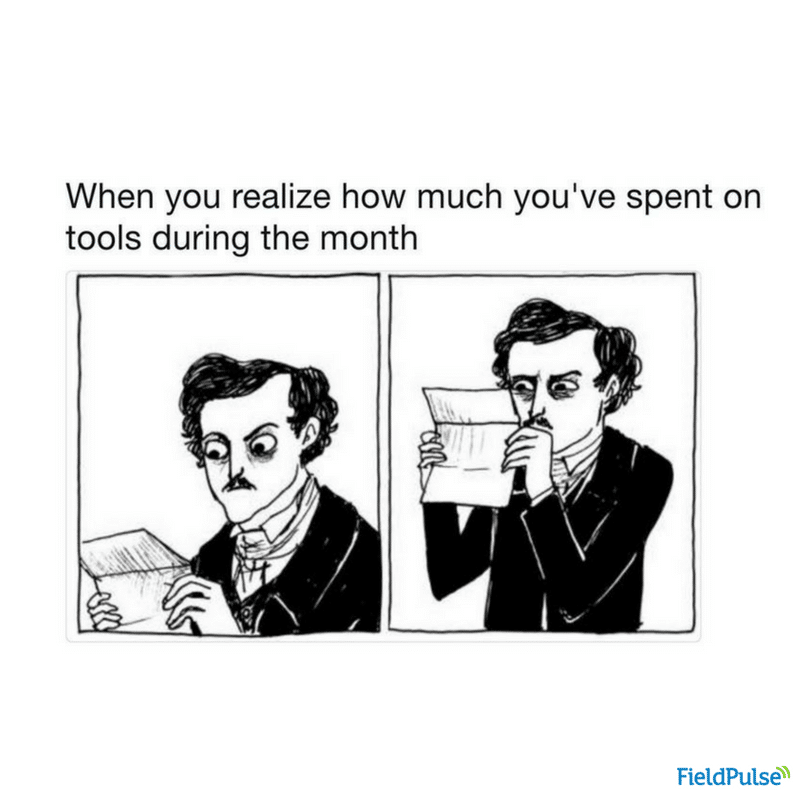 When you realize how much you've spent on
tools during the month
FieldPulse